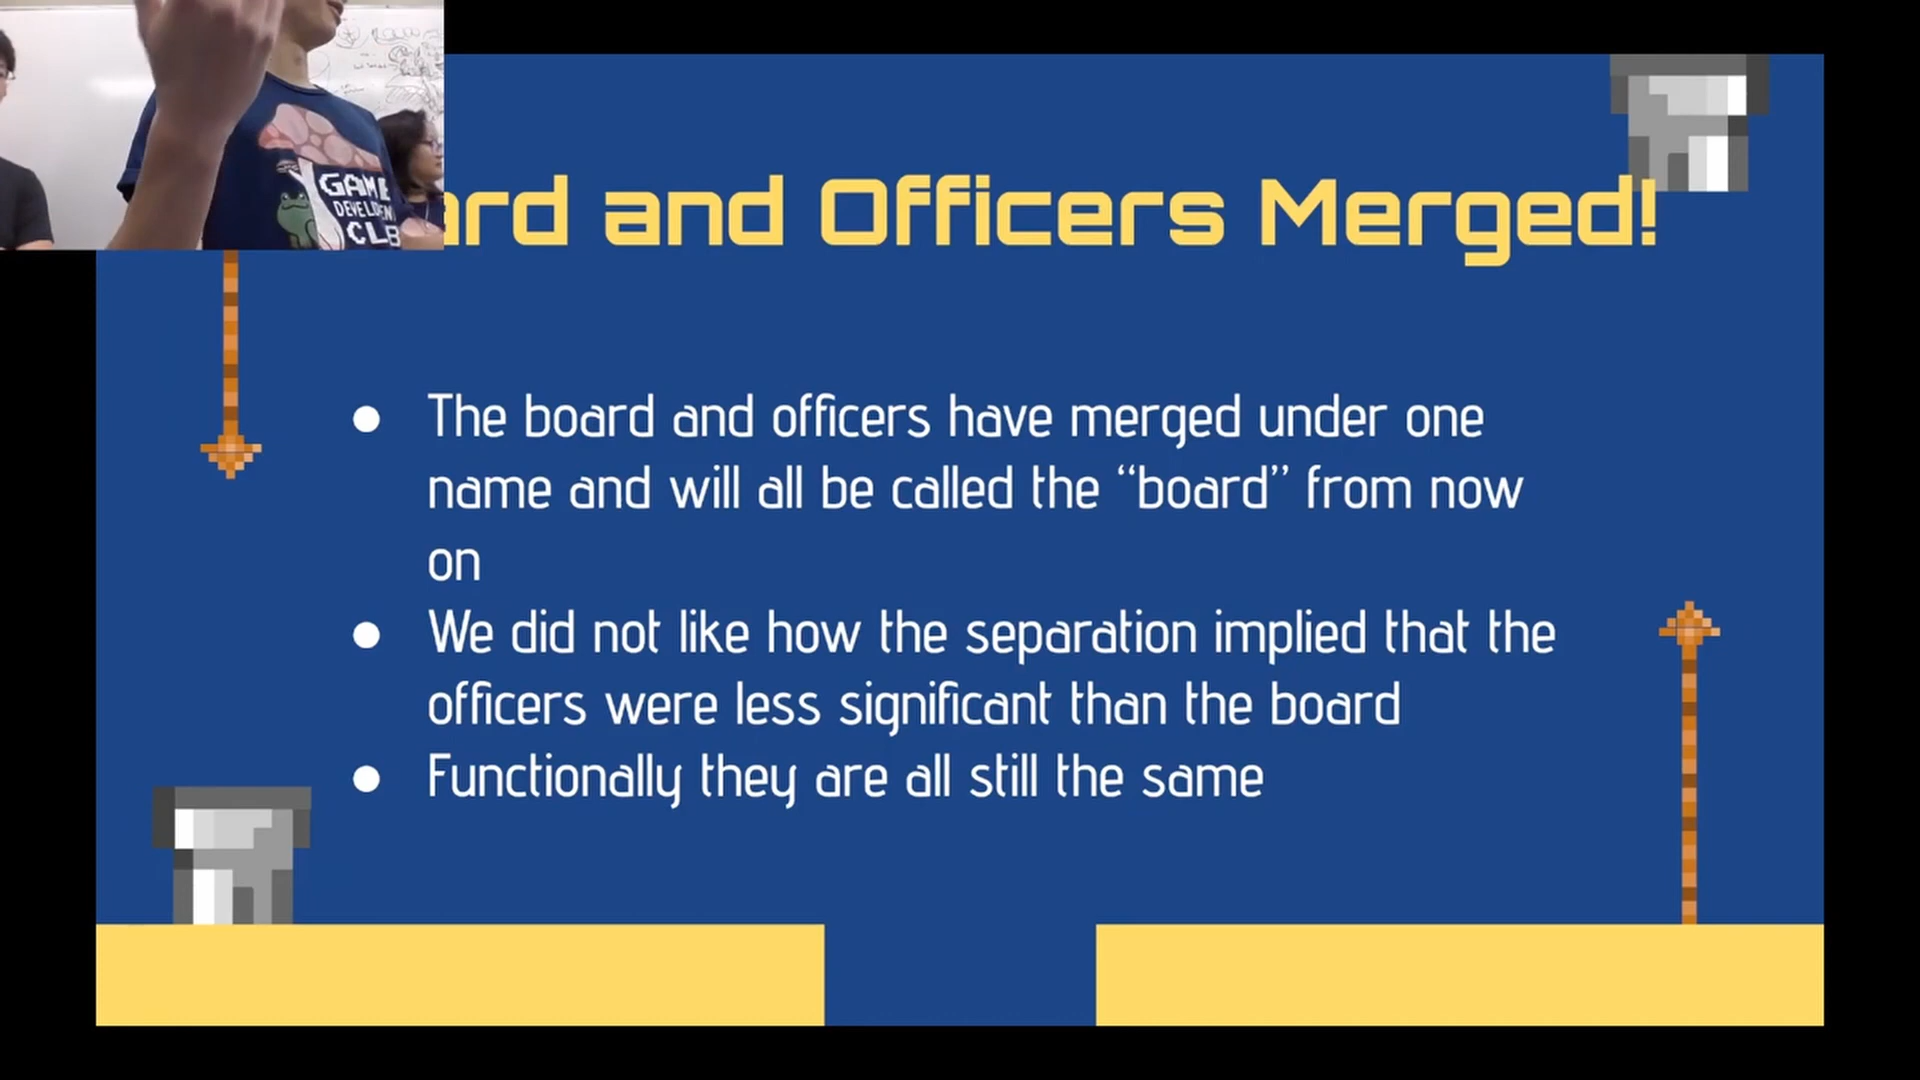 GAME
ard and Officers Merged!
● The board and officers have merged under one
name and will all be called the “board” from now
on
● We did not like how the separation implied that the
officers were less significant than the board
● Functionally they are all still the same